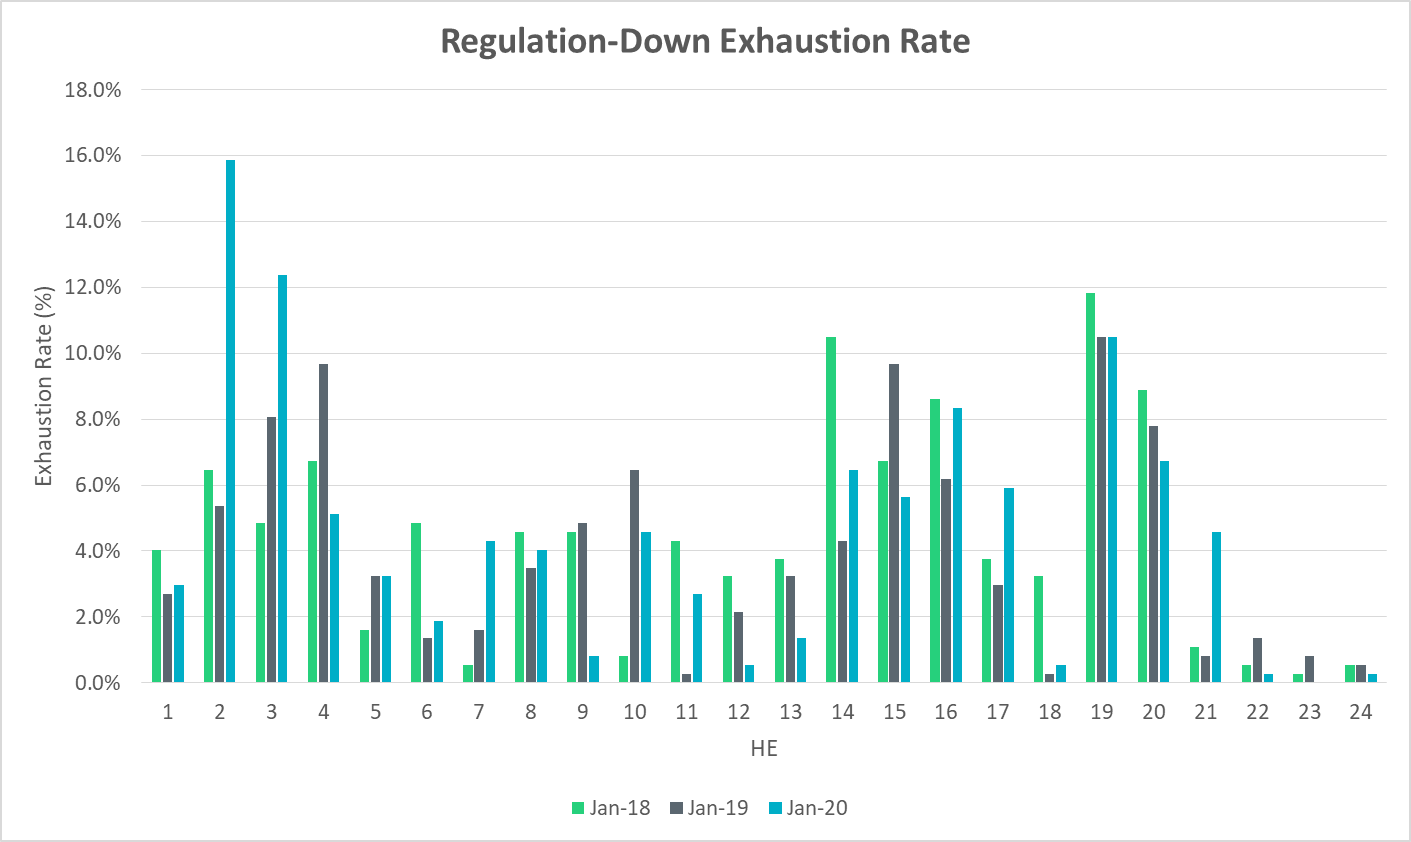 Regulation-Down Exhaustion Rate
18.0%
16.0%
14.0%
12.0%
10.0%
8.0%
6.0%
4.0%
2.0%
0.0%
Exhaustion Rate (%)
1 2 3 4 5 6 7 8 9 10 11 12 13 14 15 16 17 18 19 20 21 22 23 24
HE
Jan-18 Jan-19 Jan-20